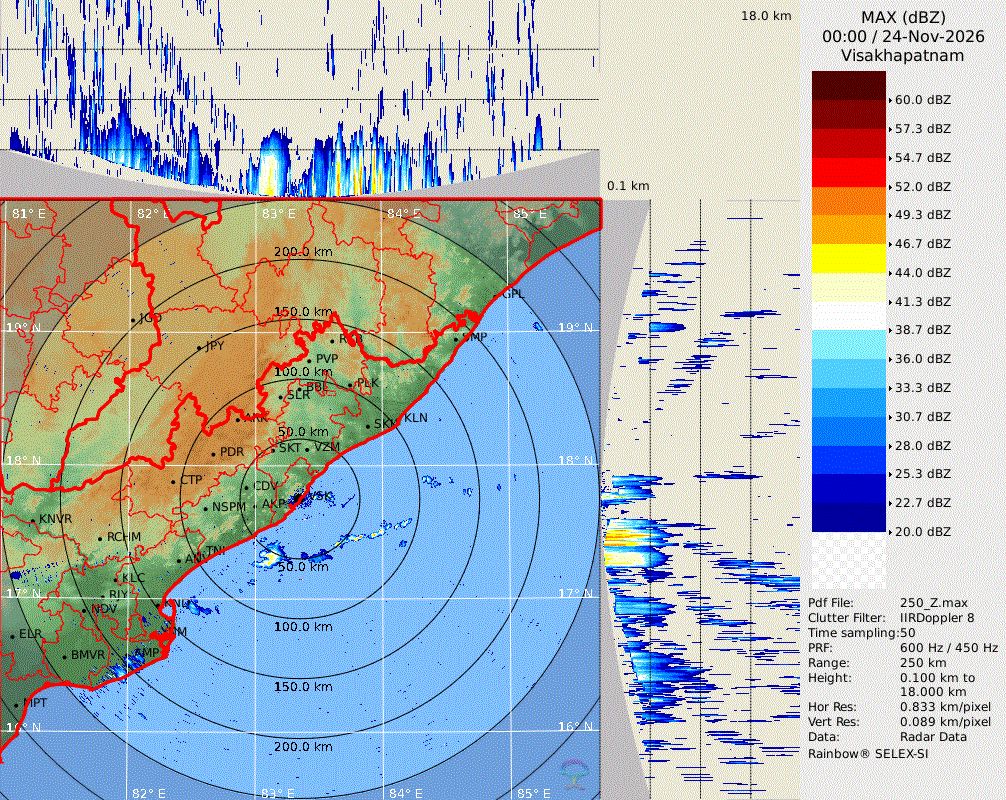 18.0 km
MAX (dBZ)
00:00 / 24-Nov-2026
Visakhapatnam
60.0 dBZ
57.3 dBZ
54.7 dBZ
52.0 dBZ
49.3 dBZ
46.7 dBZ
44.0 dBZ
41.3 dBZ
38.7 dBZ
36.0 dBZ
33.3 dBZ
30.7 dBZ
28.0 dBZ
25.3 dBZ
22.7 dBZ
20.0 dBZ
0.1 km
81° E
82° E
83° E
84° E
85° E
200.0 km
GPL
150.0 km
JGD
19° N
19° N
JPY
PVP
100.0 km
BBL
PLK
SLR
KLN
50.0 km
SKT
VZM
PDR
18° N
18° N
CTP
CDV
NSPM
AKP
VSK
KNVR
RCHM
TNI
50.0 km
KLC
RJY
17° N
17° N
NDV
KND
100.0 km
ELR
BMVR
AMP
150.0 km
MPT
16° N
16° N
200.0 km
82° E
83° E
84° E
85° E
Pdf File: 250_Z.max
Clutter Filter: IIRDoppler 8
Time sampling:50
PRF: 600 Hz / 450 Hz
Range: 250 km
Height: 0.100 km to
18.000 km
Hor Res: 0.833 km/pixel
Vert Res: 0.089 km/pixel
Data: Radar Data
Rainbow® SELEX-SI